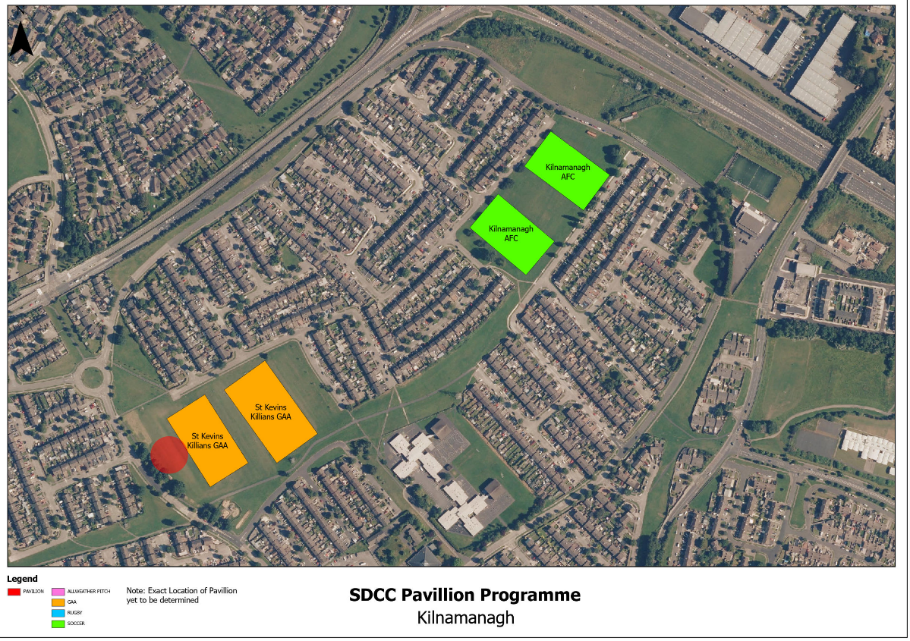 Kilnamanagh
AFC
Kilnamanagh
AFC
St Kevins
Killians GAA
St Kevins
Killians GAA
Legend
PAVILION
ALLWEATHER PITCH
GAA
RUGBY
SOCCER
Note: Exact Location of Pavillion
yet to be determined
SDCC Pavillion Programme
Kilnamanagh